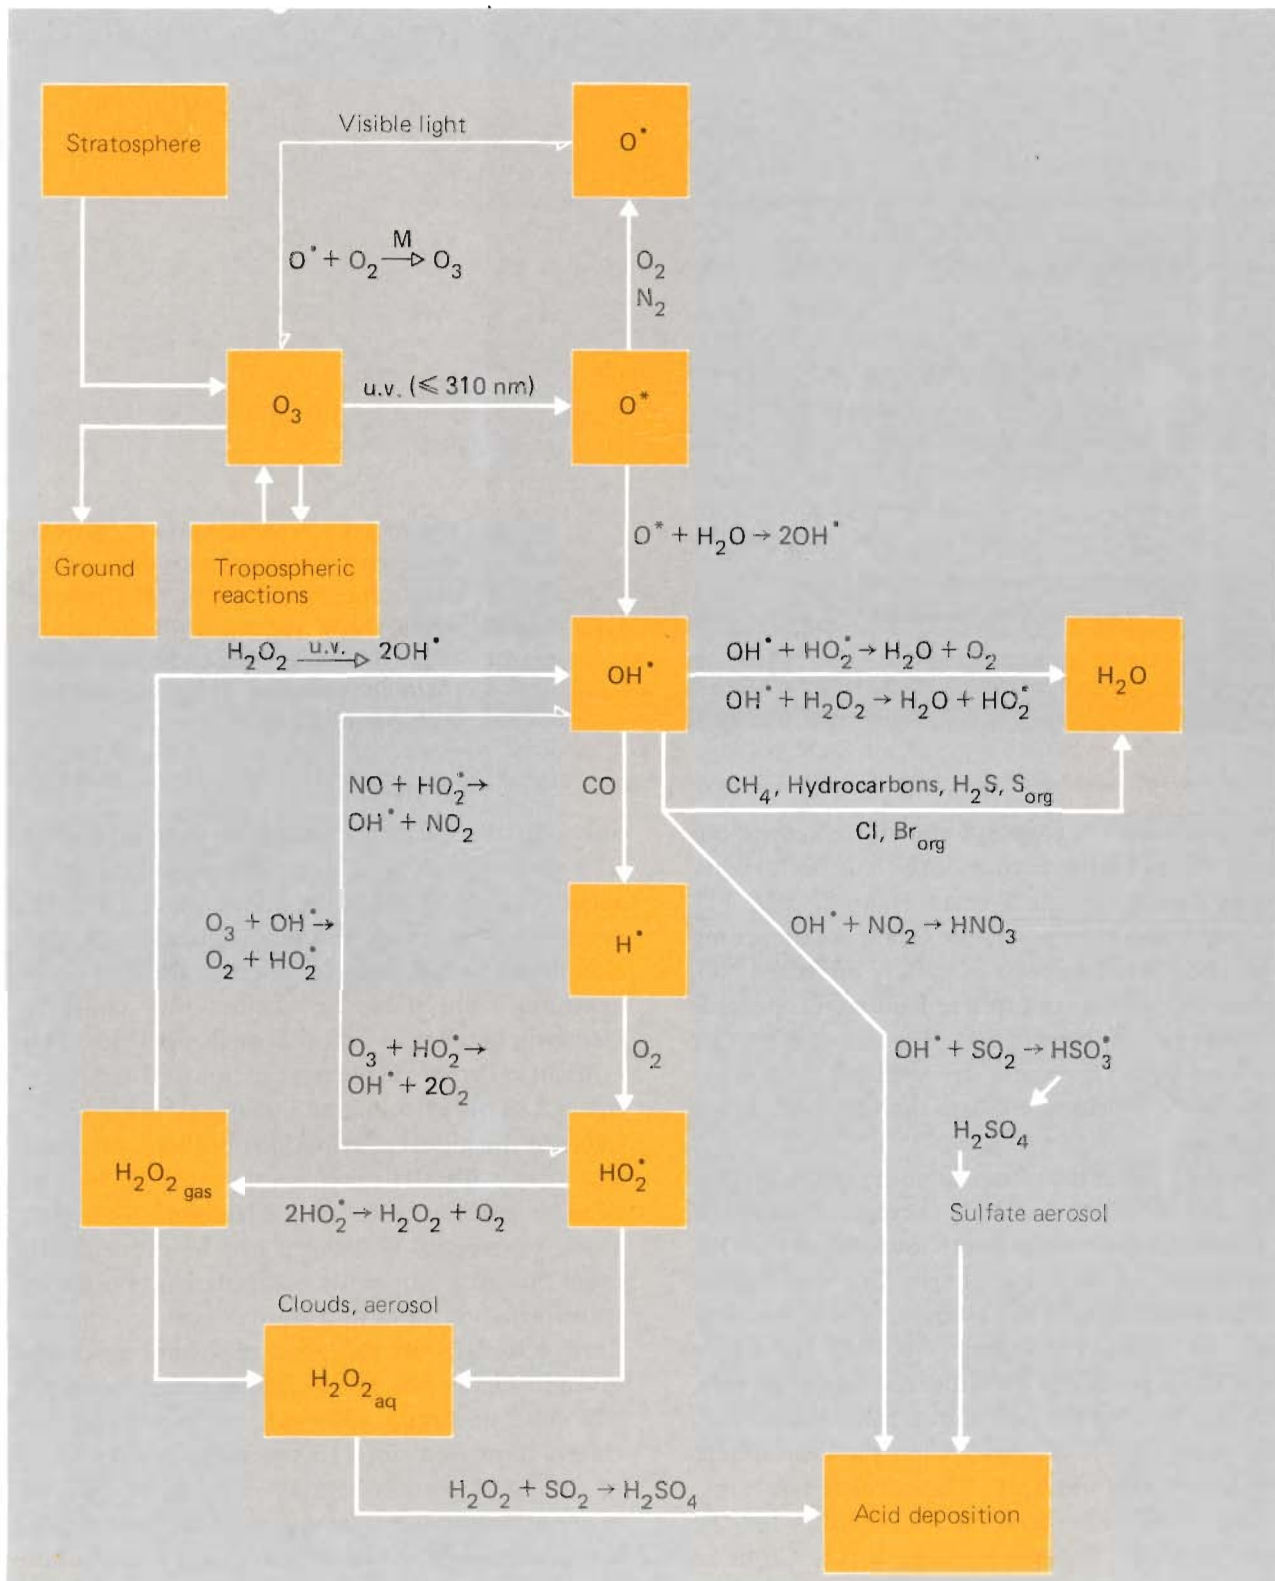 Stratosphere
Visible light
O•
O• + O₂ M→ O₃
O₂
N₂
O₃
u.v. (≤ 310 nm)
O*
O* + H₂O → 2OH•
Ground
Tropospheric
reactions
H₂O₂ u.v.→ 2OH•
OH•
OH• + HO₂• → H₂O + O₂
OH• + H₂O₂ → H₂O + HO₂•
H₂O
NO + HO₂• →
OH• + NO₂
CO
CH₄, Hydrocarbons, H₂S, S org
Cl, Br org
O₃ + OH• →
O₂ + HO₂•
H•
OH• + NO₂ → HNO₃
O₃ + HO₂• →
OH• + 2O₂
O₂
OH• + SO₂ → HSO₃•
H₂SO₄
H₂O₂ gas
HO₂•
2HO₂• → H₂O₂ + O₂
Sulfate aerosol
Clouds, aerosol
H₂O₂ aq
H₂O₂ + SO₂ → H₂SO₄
Acid deposition